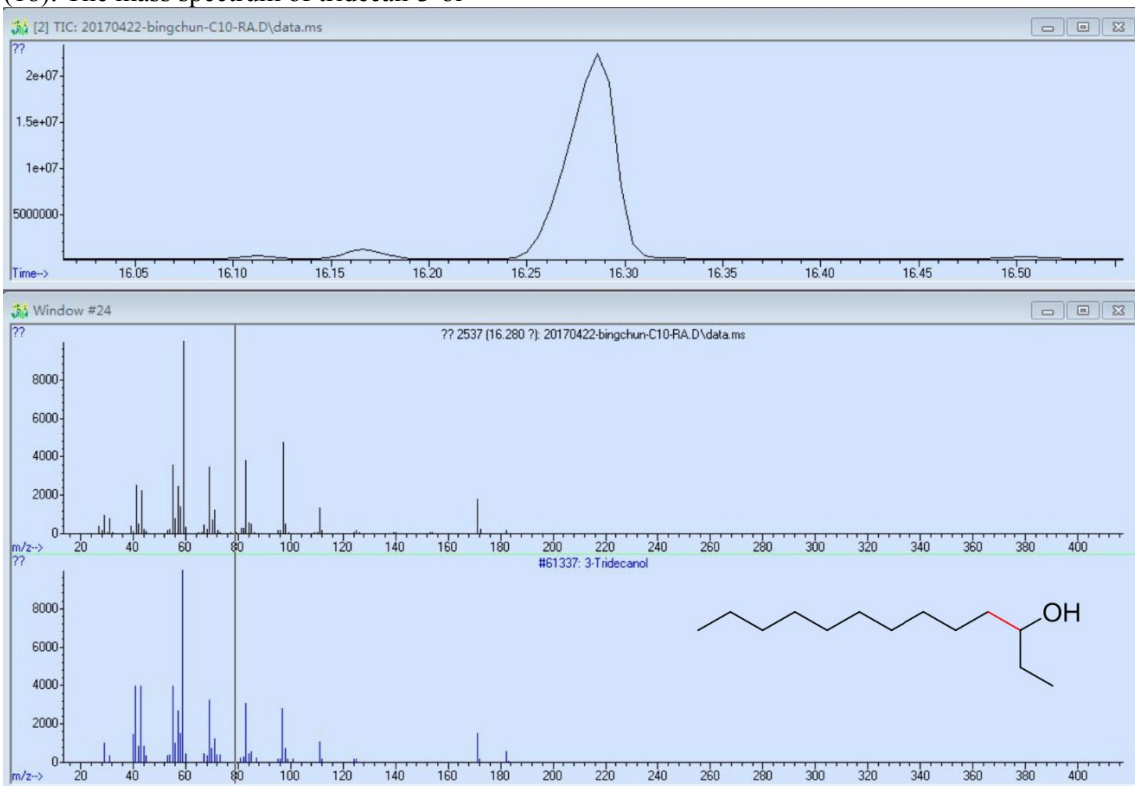 (18). The mass spectrum of tridecan-3-ol
[2] TIC: 20170422-bingchun-C10-RA.D\data.ms
??
2e+07
1.5e+07
1e+07
5000000
Time-->
16.05 16.10 16.15 16.20 16.25 16.30 16.35 16.40 16.45 16.50
Window #24
??
?? 2537 (16.280 ?): 20170422-bingchun-C10-RA.D\data.ms
8000
6000
4000
2000
0
m/z-->
20 40 60 80 100 120 140 160 180 200 220 240 260 280 300 320 340 360 380 400
??
#61337: 3-Tridecanol
8000
OH
6000
4000
2000
0
m/z-->
20 40 60 80 100 120 140 160 180 200 220 240 260 280 300 320 340 360 380 400